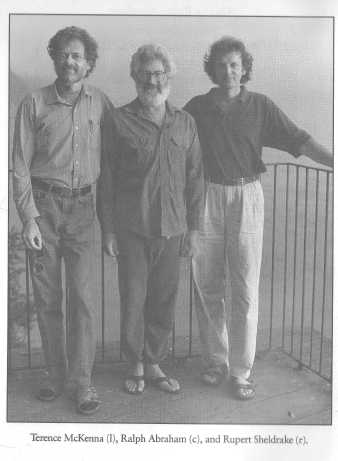 Terence McKenna (l), Ralph Abraham (c), and Rupert Sheldrake (r).